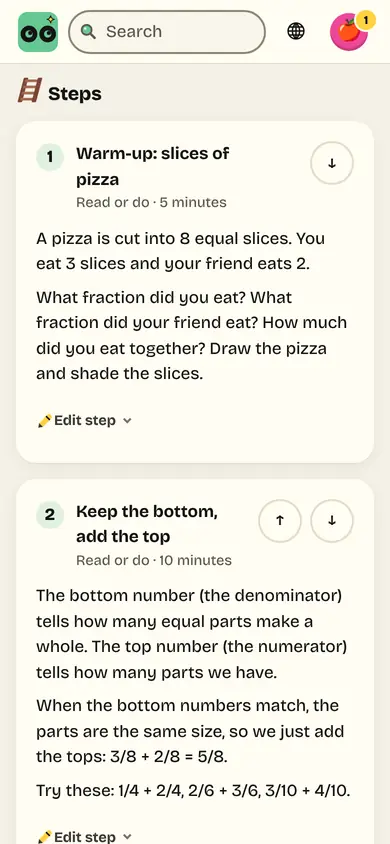 Search
1
Steps
1
Warm-up: slices of
pizza
Read or do · 5 minutes
A pizza is cut into 8 equal slices. You
eat 3 slices and your friend eats 2.
What fraction did you eat? What
fraction did your friend eat? How much
did you eat together? Draw the pizza
and shade the slices.
Edit step
2
Keep the bottom,
add the top
Read or do · 10 minutes
The bottom number (the denominator)
tells how many equal parts make a
whole. The top number (the numerator)
tells how many parts we have.
When the bottom numbers match, the
parts are the same size, so we just add
the tops: 3/8 + 2/8 = 5/8.
Try these: 1/4 + 2/4, 2/6 + 3/6, 3/10 + 4/10.
Edit step